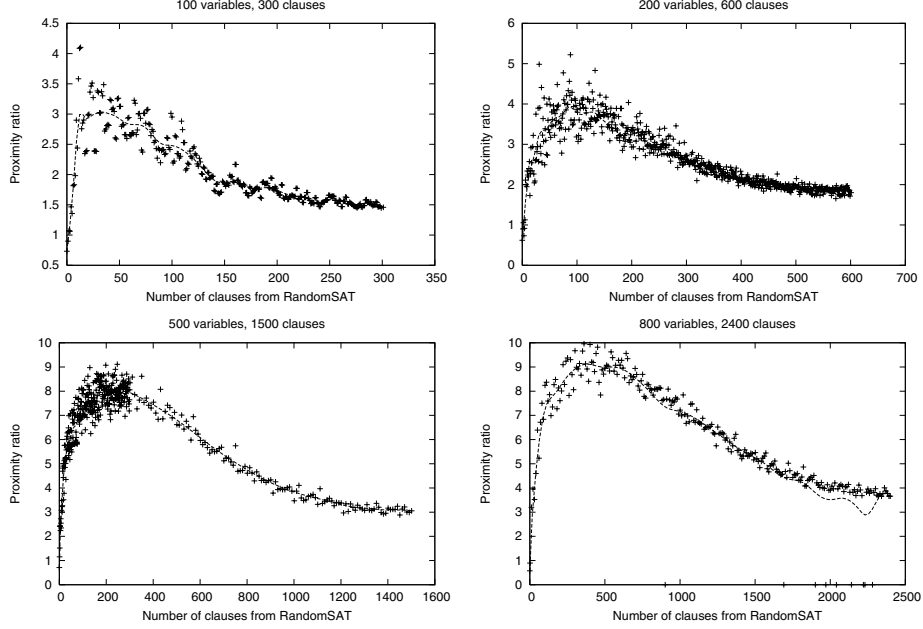 100 variables, 300 clauses
4.5
4
3.5
3
2.5
2
1.5
1
0.5
0 50 100 150 200 250 300 350
Proximity ratio
Number of clauses from RandomSAT
200 variables, 600 clauses
6
5
4
3
2
1
0
0 100 200 300 400 500 600 700
Proximity ratio
Number of clauses from RandomSAT
500 variables, 1500 clauses
10
9
8
7
6
5
4
3
2
1
0
0 200 400 600 800 1000 1200 1400 1600
Proximity ratio
Number of clauses from RandomSAT
800 variables, 2400 clauses
10
9
8
7
6
5
4
3
2
1
0
0 500 1000 1500 2000 2500
Proximity ratio
Number of clauses from RandomSAT